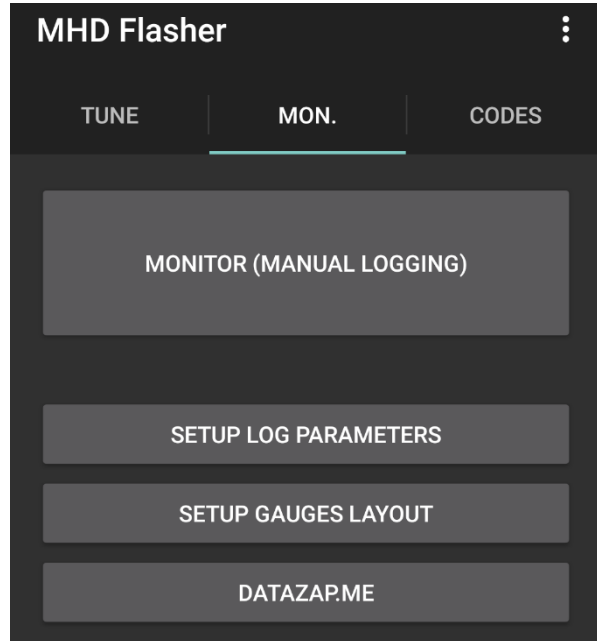 MHD Flasher
TUNE MON. CODES
MONITOR (MANUAL LOGGING)
SETUP LOG PARAMETERS
SETUP GAUGES LAYOUT
DATAZAP.ME